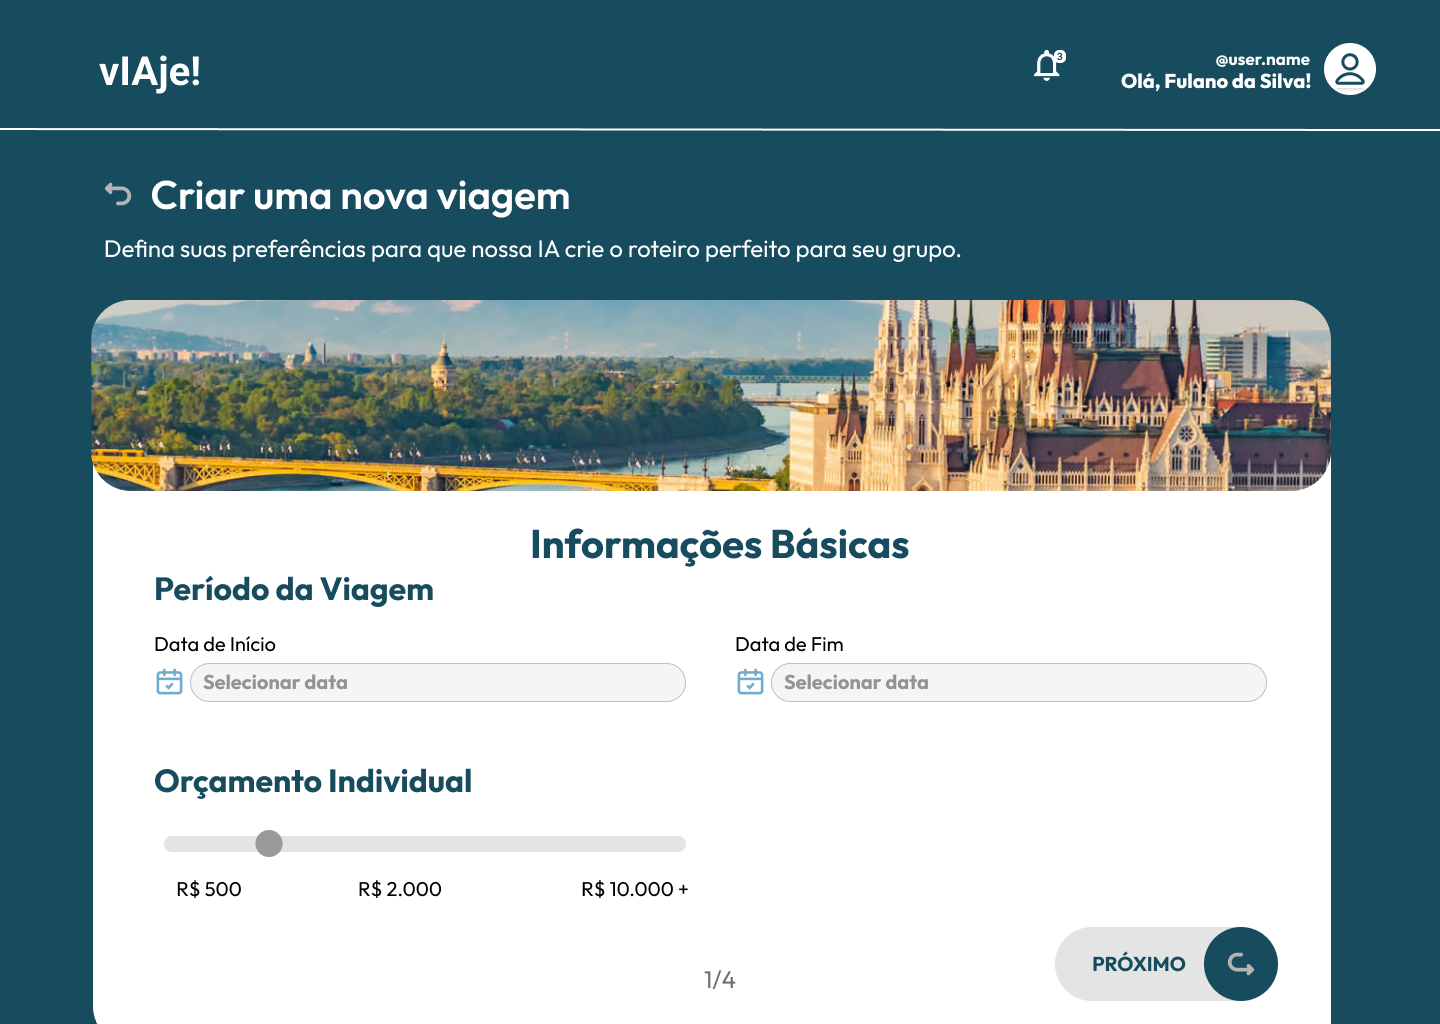 vIAje!
3
@user.name
Olá, Fulano da Silva!
Criar uma nova viagem
Defina suas preferências para que nossa IA crie o roteiro perfeito para seu grupo.
Informações Básicas
Período da Viagem
Data de Início
Data de Fim
Selecionar data
Selecionar data
Orçamento Individual
R$ 500
R$ 2.000
R$ 10.000 +
PRÓXIMO
1/4